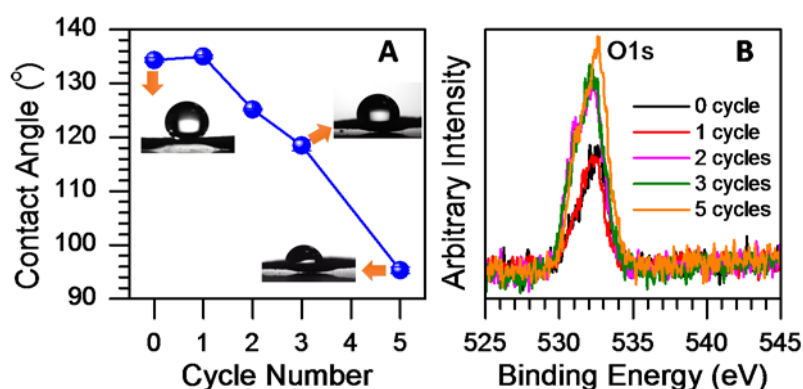 A
Contact Angle (°)
140
130
120
110
100
90
0 1 2 3 4 5
Cycle Number
B
O1s
0 cycle
1 cycle
2 cycles
3 cycles
5 cycles
Arbitrary Intensity
525 530 535 540 545
Binding Energy (eV)